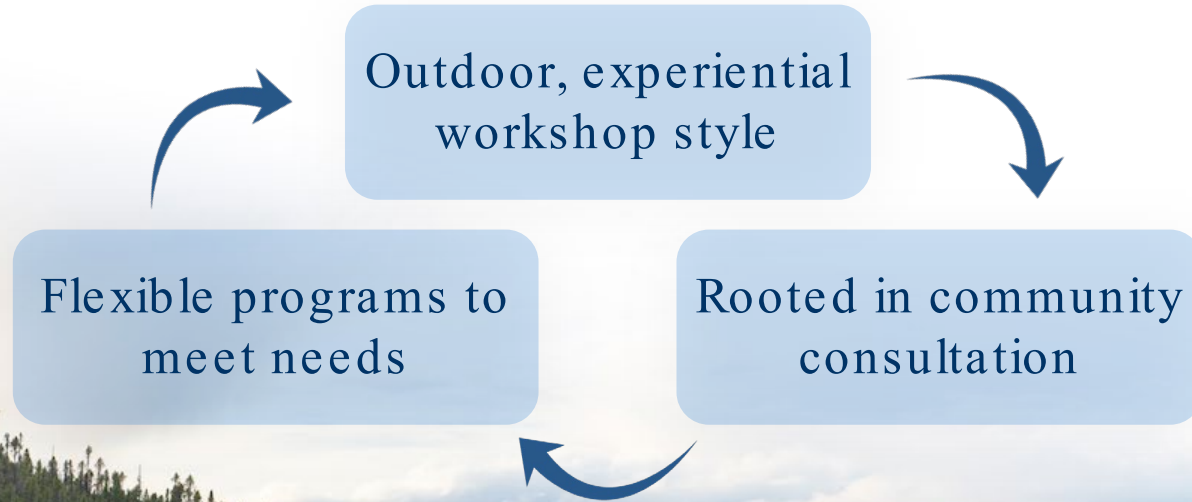 Outdoor, experiential
workshop style
Flexible programs to
meet needs
Rooted in community
consultation